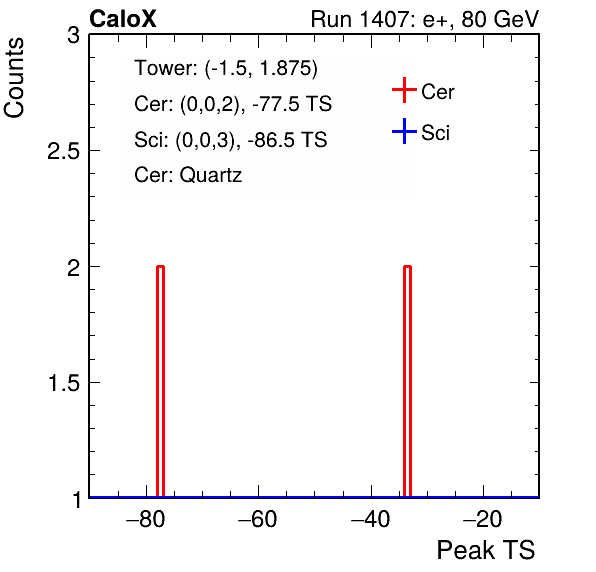 CaloX Run 1407: e+, 80 GeV
Counts
Tower: (-1.5, 1.875)
Cer: (0,0,2), -77.5 TS
Sci: (0,0,3), -86.5 TS
Cer: Quartz
Cer
Sci
3
2.5
2
1.5
1
−80 −60 −40 −20
Peak TS